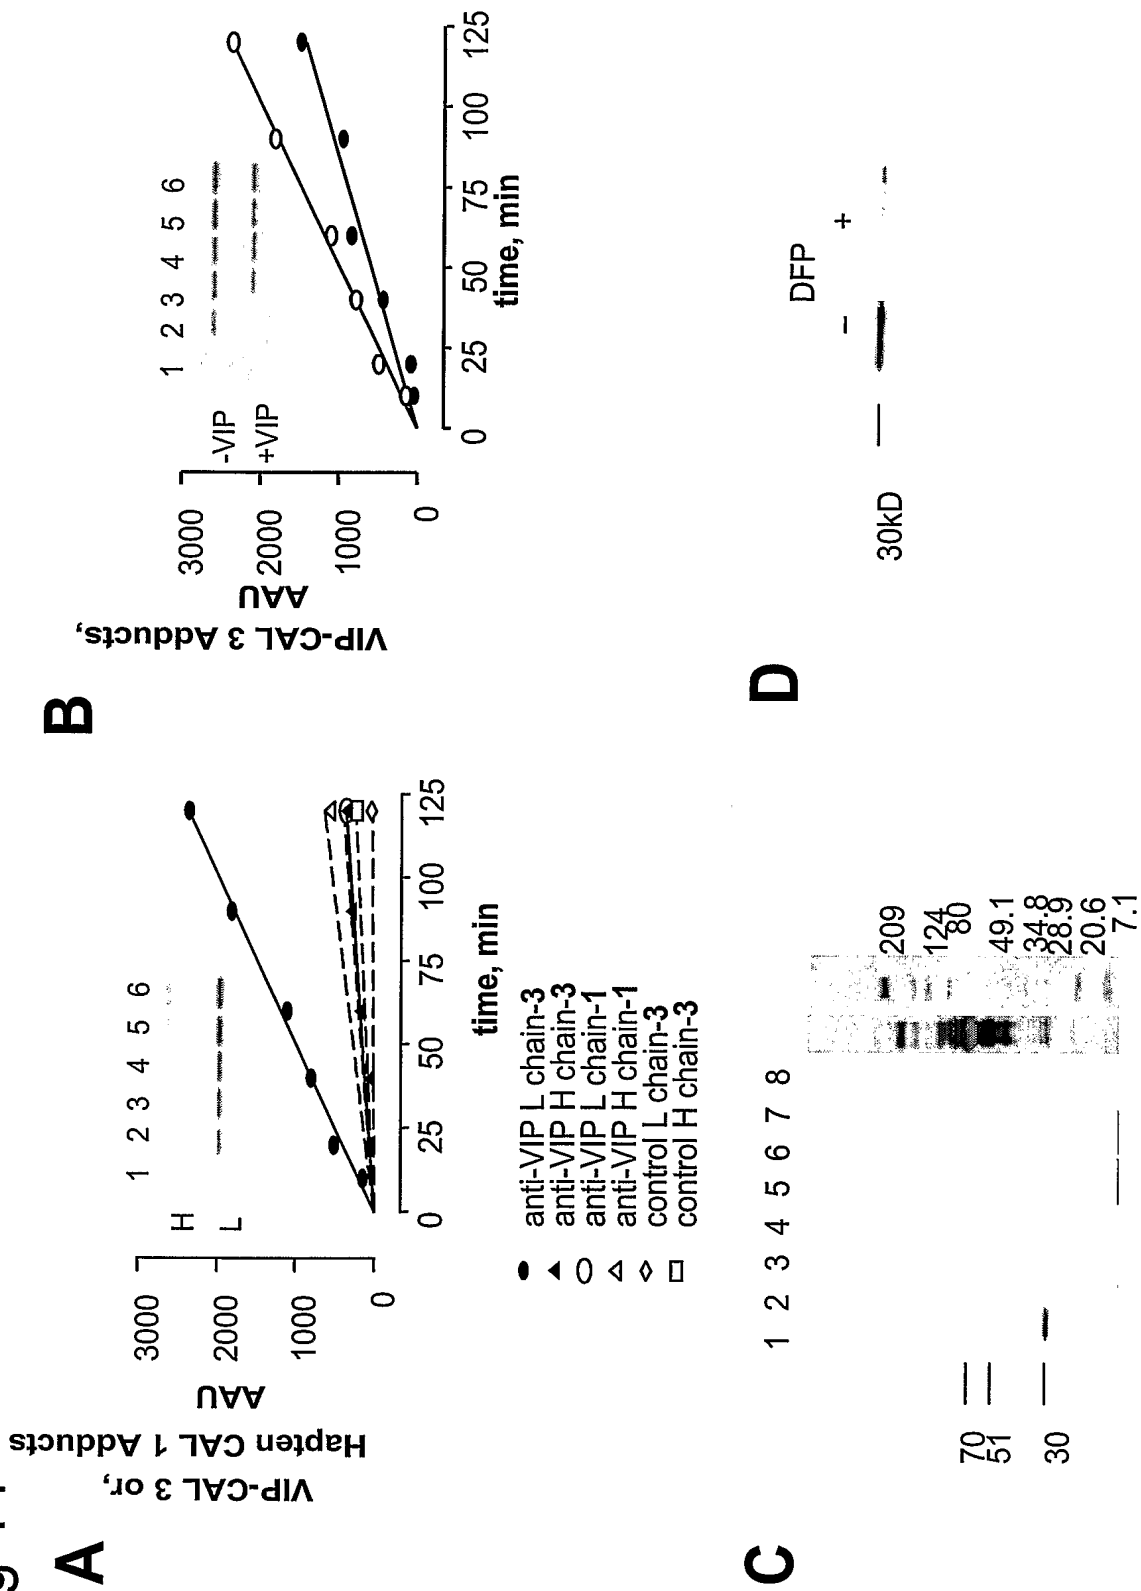 A
VIP-CAL 3 or,
Hapten CAL 1 Adducts
AAU
3000
2000
1000
0
H
L
1 2 3 4 5 6
0 25 50 75 100 125
time, min
anti-VIP L chain-3
anti-VIP H chain-3
anti-VIP L chain-1
anti-VIP H chain-1
control L chain-3
control H chain-3
B
VIP-CAL 3 Adducts,
AAU
3000
2000
1000
0
-VIP
+VIP
1 2 3 4 5 6
0 25 50 75 100 125
time, min
C
1 2 3 4 5 6 7 8
70
51
30
209
124
80
49.1
34.8
28.9
20.6
7.1
D
DFP
− +
30kD